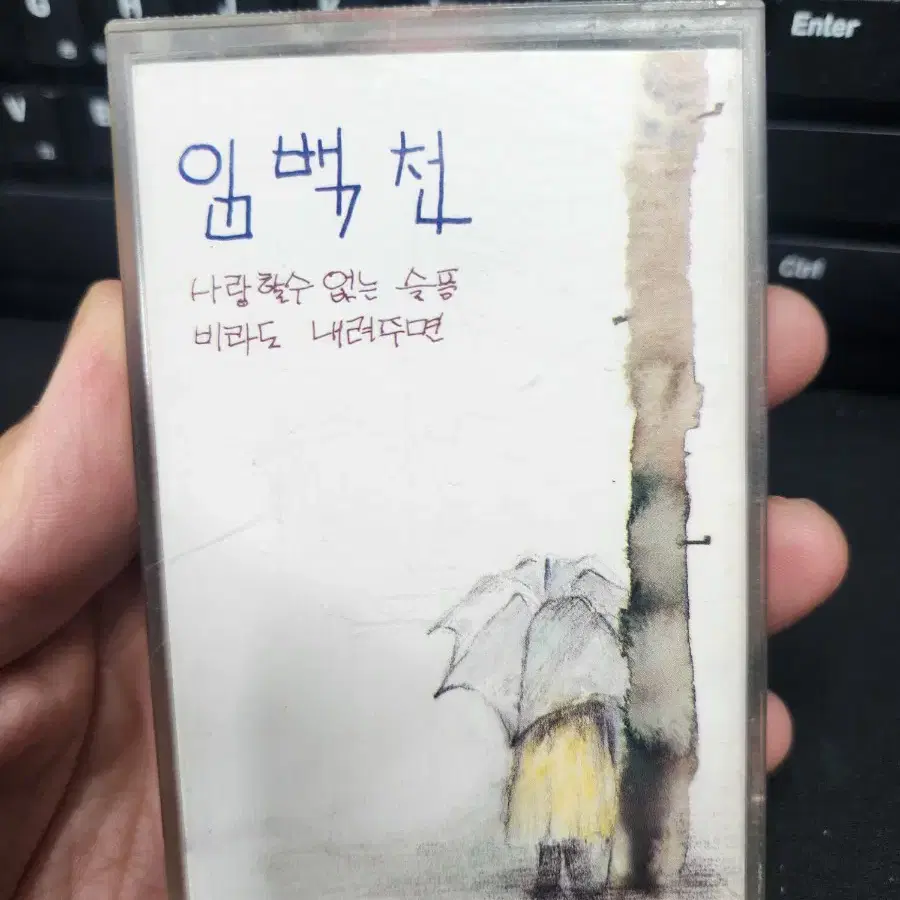 G H J
V
Enter
Ctrl
임백천
사랑할수 없는 슬픔
비라도 내려주면